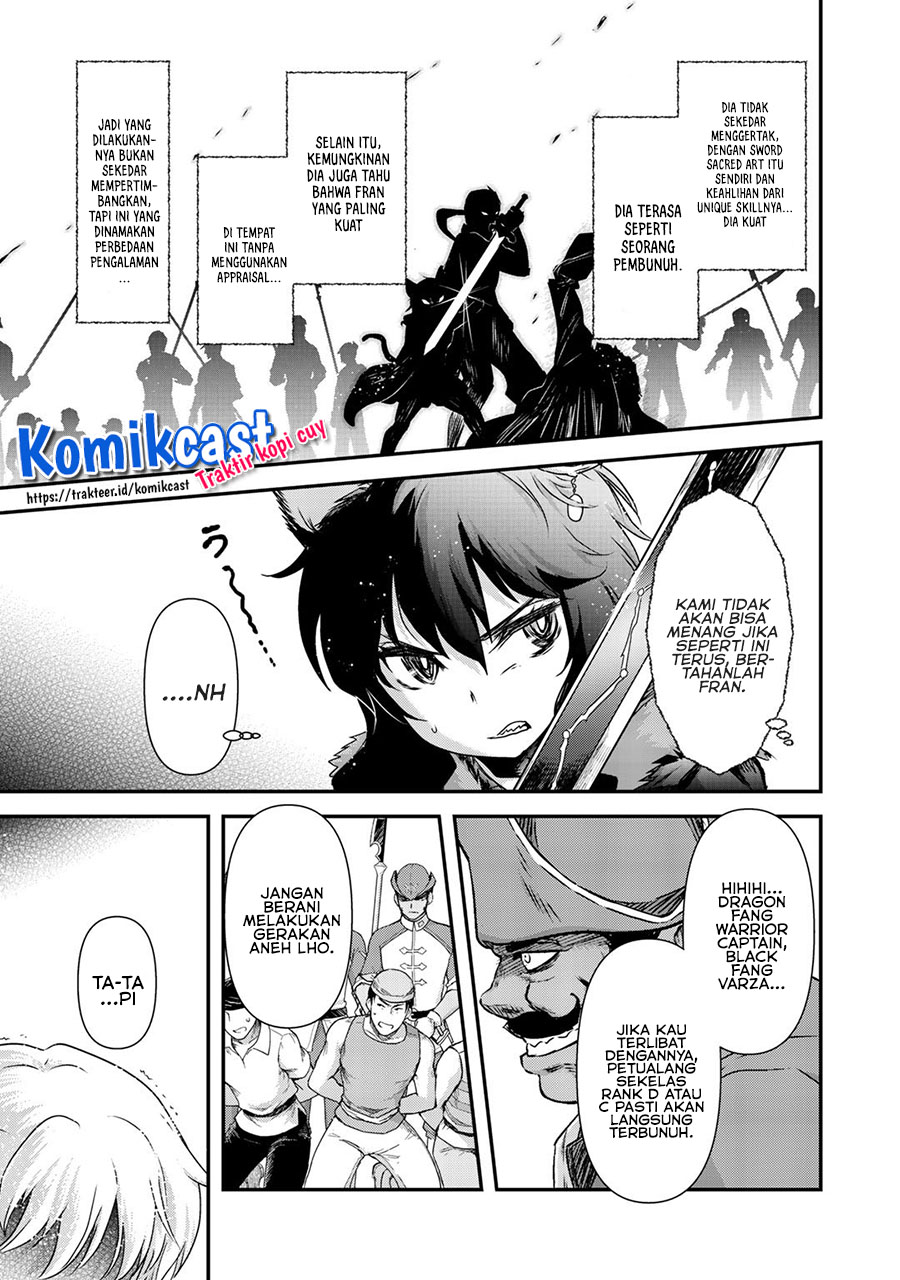 DIA TIDAK
SEKEDAR
MENGGERTAK,
DENGAN SWORD
SACRED ART ITU
SENDIRI DAN
KEAHLIHAN DARI
UNIQUE SKILLNYA...
DIA KUAT
DIA TERASA
SEPERTI
SEORANG
PEMBUNUH.
SELAIN ITU,
KEMUNGKINAN
DIA JUGA TAHU
BAHWA FRAN
YANG PALING
KUAT
DI TEMPAT
INI TANPA
MENGGUNAKAN
APPRAISAL...
JADI YANG
DILAKUKAN-
NYA BUKAN
SEKEDAR
MEMPERTIM-
BANGKAN,
TAPI INI YANG
DINAMAKAN
PERBEDAAN
PENGALAMAN
...
Komikcast
Traktir kopi cuy
https://trakteer.id/komikcast
KAMI TIDAK
AKAN BISA
MENANG JIKA
SEPERTI INI
TERUS, BER-
TAHANLAH
FRAN.
う~~
....NH
HIHIHI...
DRAGON
FANG
WARRIOR
CAPTAIN,
BLACK
FANG
VARZA...
JIKA KAU
TERLIBAT
DENGANNYA,
PETUALANG
SEKELAS
RANK D ATAU
C PASTI AKAN
LANGSUNG
TERBUNUH.
JANGAN
BERANI
MELAKUKAN
GERAKAN
ANEH LHO.
TA-TA
...PI